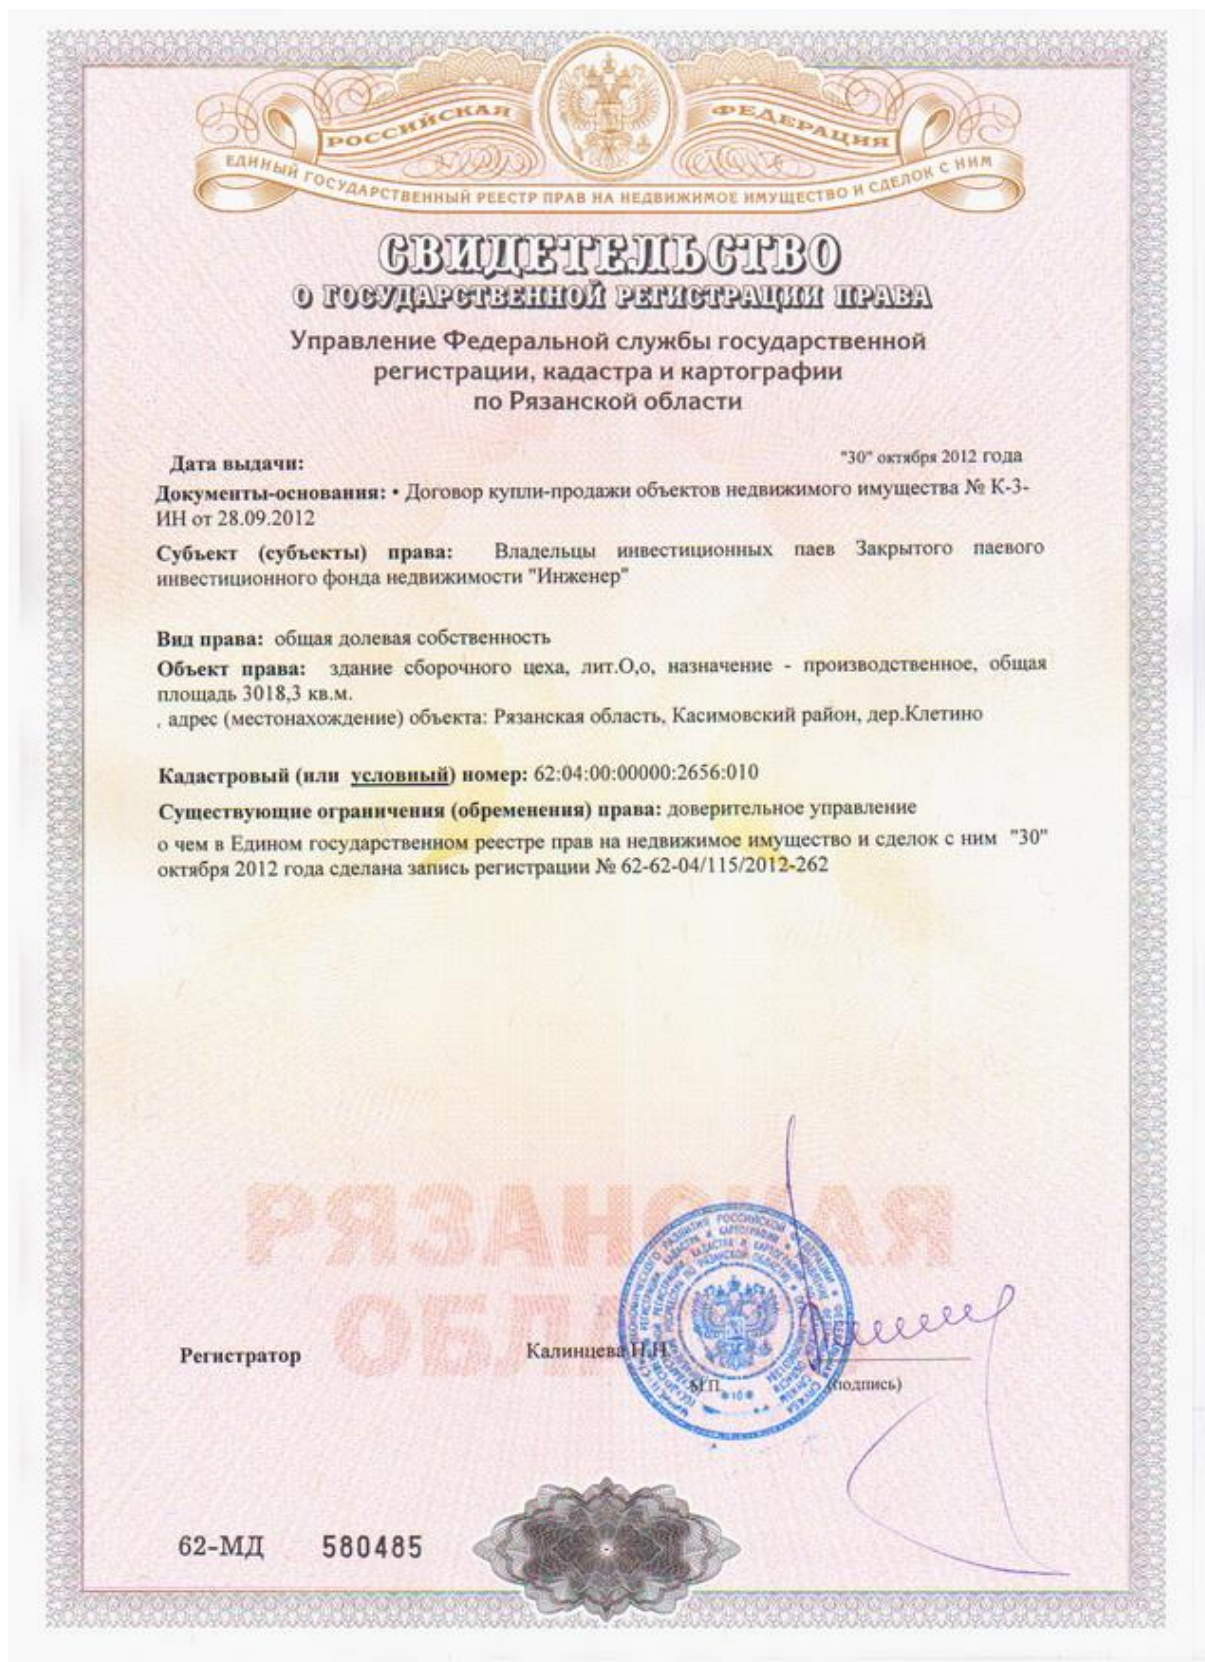 РОССИЙСКАЯ ФЕДЕРАЦИЯ
ЕДИНЫЙ ГОСУДАРСТВЕННЫЙ РЕЕСТР ПРАВ НА НЕДВИЖИМОЕ ИМУЩЕСТВО И СДЕЛОК С НИМ
СВИДЕТЕЛЬСТВО
О ГОСУДАРСТВЕННОЙ РЕГИСТРАЦИИ ПРАВА
Управление Федеральной службы государственной
регистрации, кадастра и картографии
по Рязанской области
Дата выдачи: "30" октября 2012 года
Документы-основания: • Договор купли-продажи объектов недвижимого имущества № К-3-
ИН от 28.09.2012
Субъект (субъекты) права: Владельцы инвестиционных паев Закрытого паевого
инвестиционного фонда недвижимости "Инженер"
Вид права: общая долевая собственность
Объект права: здание сборочного цеха, лит.О,о, назначение - производственное, общая
площадь 3018,3 кв.м.
, адрес (местонахождение) объекта: Рязанская область, Касимовский район, дер.Клетино
Кадастровый (или условный) номер: 62:04:00:00000:2656:010
Существующие ограничения (обременения) права: доверительное управление
о чем в Едином государственном реестре прав на недвижимое имущество и сделок с ним "30"
октября 2012 года сделана запись регистрации № 62-62-04/115/2012-262
РЯЗАНСКАЯ
ОБЛ
Регистратор Калинцева Н.Н.
М.П. (подпись)
62-МД 580485